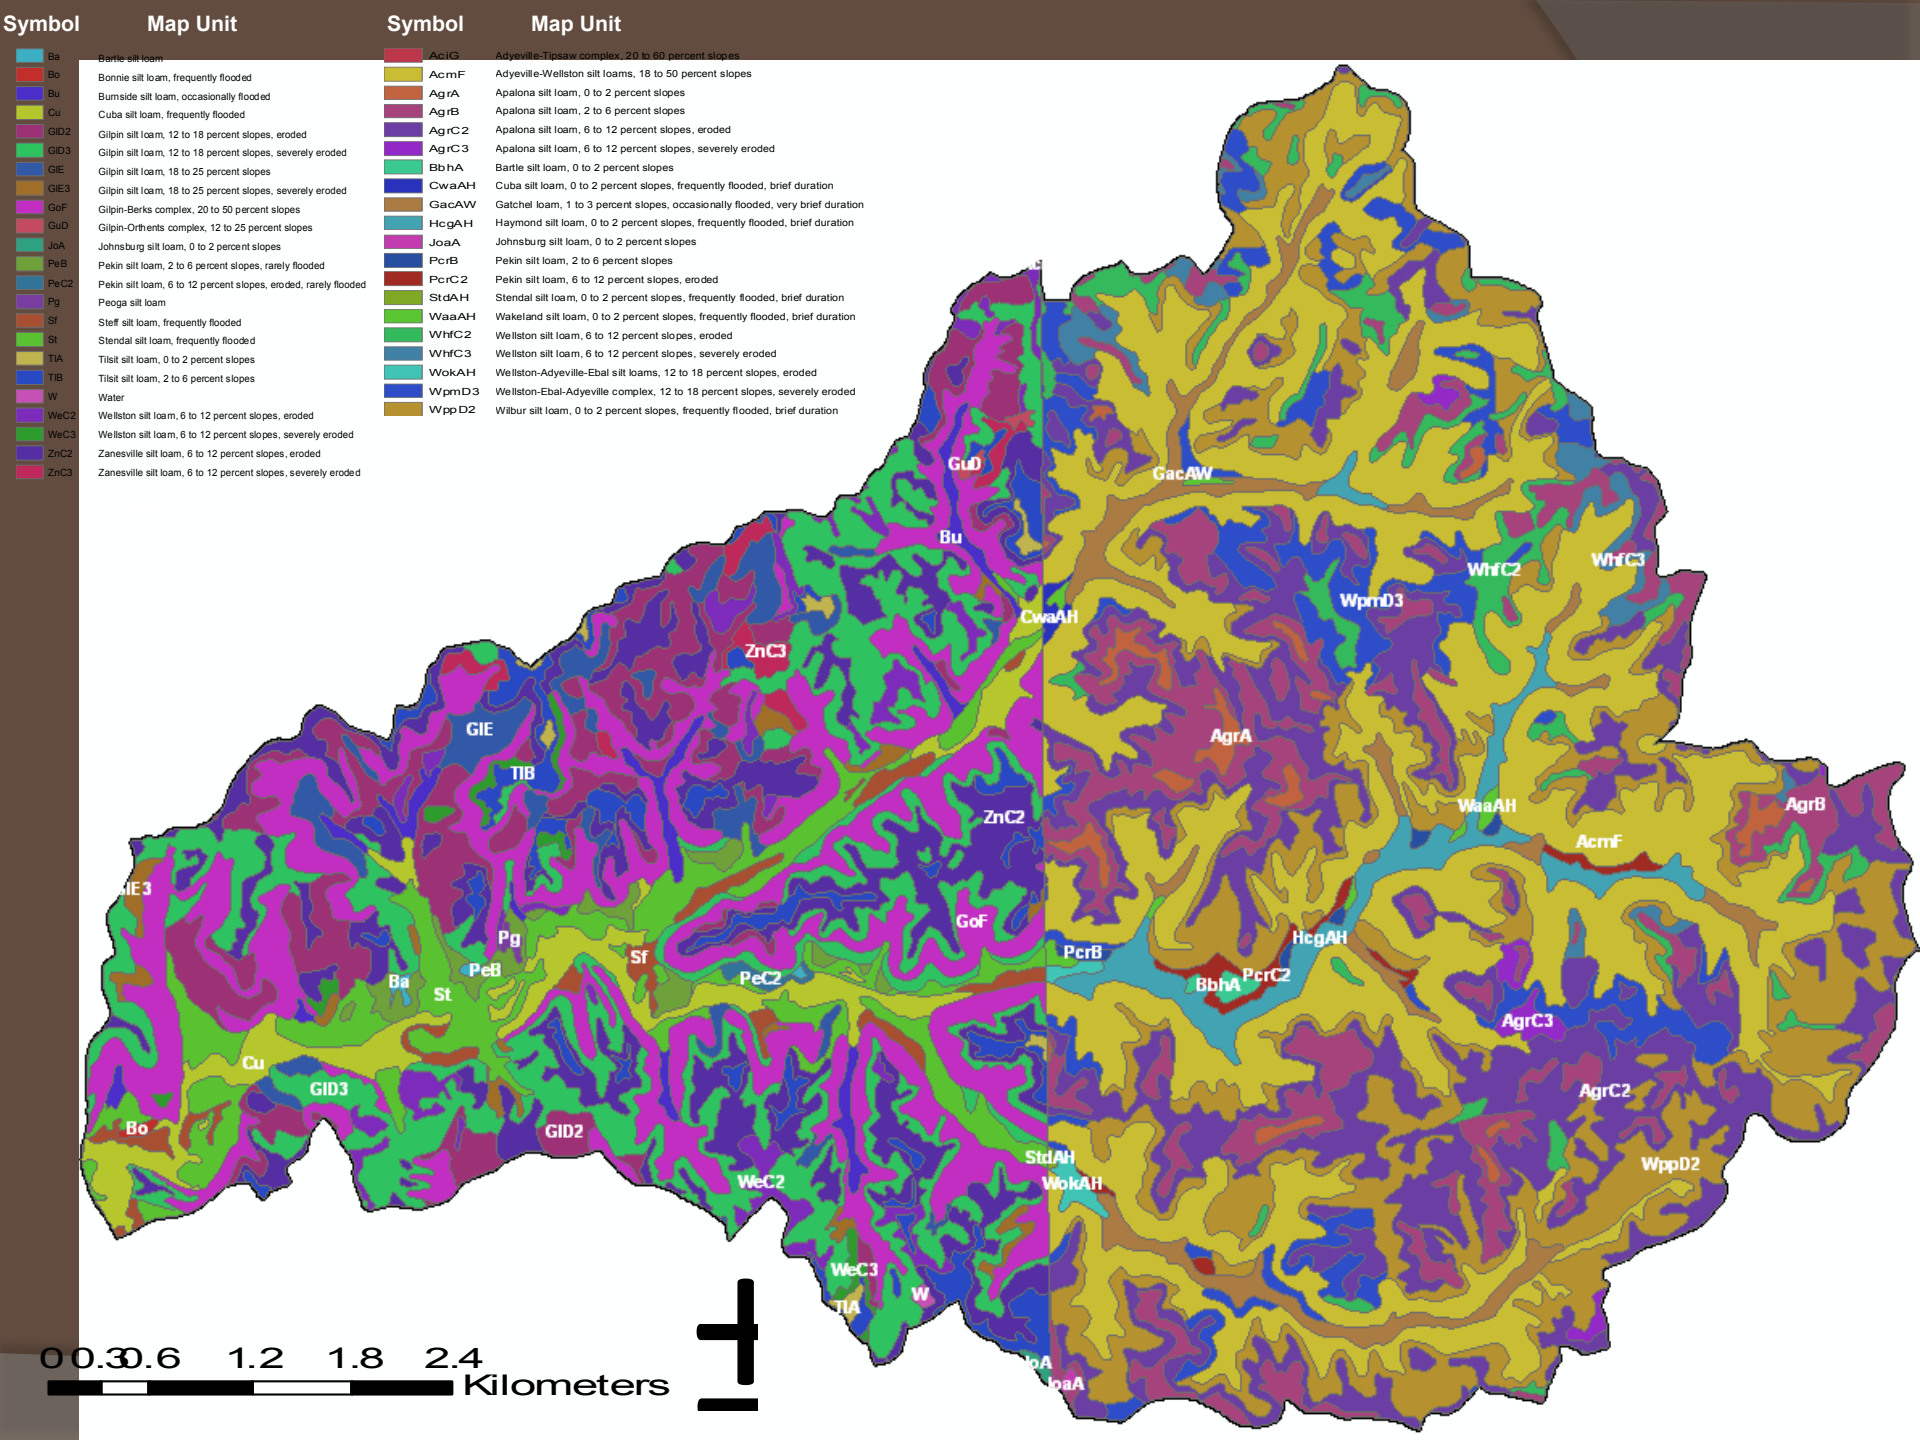 Symbol Map Unit
Ba Bartle silt loam
Bo Bonnie silt loam, frequently flooded
Bu Burnside silt loam, occasionally flooded
Cu Cuba silt loam, frequently flooded
GlD2 Gilpin silt loam, 12 to 18 percent slopes, eroded
GlD3 Gilpin silt loam, 12 to 18 percent slopes, severely eroded
GlE Gilpin silt loam, 18 to 25 percent slopes
GlE3 Gilpin silt loam, 18 to 25 percent slopes, severely eroded
GoF Gilpin-Berks complex, 20 to 50 percent slopes
GuD Gilpin-Orthents complex, 12 to 25 percent slopes
JoA Johnsburg silt loam, 0 to 2 percent slopes
PeB Pekin silt loam, 2 to 6 percent slopes, rarely flooded
PeC2 Pekin silt loam, 6 to 12 percent slopes, eroded, rarely flooded
Pg Peoga silt loam
Sf Steff silt loam, frequently flooded
St Stendal silt loam, frequently flooded
TlA Tilsit silt loam, 0 to 2 percent slopes
TlB Tilsit silt loam, 2 to 6 percent slopes
W Water
WeC2 Wellston silt loam, 6 to 12 percent slopes, eroded
WeC3 Wellston silt loam, 6 to 12 percent slopes, severely eroded
ZnC2 Zanesville silt loam, 6 to 12 percent slopes, eroded
ZnC3 Zanesville silt loam, 6 to 12 percent slopes, severely eroded
Symbol Map Unit
AciG Adyeville-Tipsaw complex, 20 to 60 percent slopes
AcmF Adyeville-Wellston silt loams, 18 to 50 percent slopes
AgrA Apalona silt loam, 0 to 2 percent slopes
AgrB Apalona silt loam, 2 to 6 percent slopes
AgrC2 Apalona silt loam, 6 to 12 percent slopes, eroded
AgrC3 Apalona silt loam, 6 to 12 percent slopes, severely eroded
BbhA Bartle silt loam, 0 to 2 percent slopes
CwaAH Cuba silt loam, 0 to 2 percent slopes, frequently flooded, brief duration
GacAW Gatchel loam, 1 to 3 percent slopes, occasionally flooded, very brief duration
HcgAH Haymond silt loam, 0 to 2 percent slopes, frequently flooded, brief duration
JoaA Johnsburg silt loam, 0 to 2 percent slopes
PcrB Pekin silt loam, 2 to 6 percent slopes
PcrC2 Pekin silt loam, 6 to 12 percent slopes, eroded
StdAH Stendal silt loam, 0 to 2 percent slopes, frequently flooded, brief duration
WaaAH Wakeland silt loam, 0 to 2 percent slopes, frequently flooded, brief duration
WhfC2 Wellston silt loam, 6 to 12 percent slopes, eroded
WhfC3 Wellston silt loam, 6 to 12 percent slopes, severely eroded
WokAH Wellston-Adyeville-Ebal silt loams, 12 to 18 percent slopes, eroded
WpmD3 Wellston-Ebal-Adyeville complex, 12 to 18 percent slopes, severely eroded
WppD2 Wilbur silt loam, 0 to 2 percent slopes, frequently flooded, brief duration
GuD
GacAW
Bu
WhfC3
WhfC2
WpmD3
CwaAH
ZnC3
GlE
AgrA
TlB
WaaAH
AgrB
ZnC2
AcmF
GlE3
GoF
Pg
HcgAH
PcrB
Sf
PeB
PeC2
PcrC2
Ba
BbhA
St
AgrC3
Cu
GlD3
AgrC2
Bo
GlD2
StdAH
WppD2
WeC2
WokAH
WeC3
W
TlA
JoA
JoaA
0 0.3 0.6 1.2 1.8 2.4
Kilometers